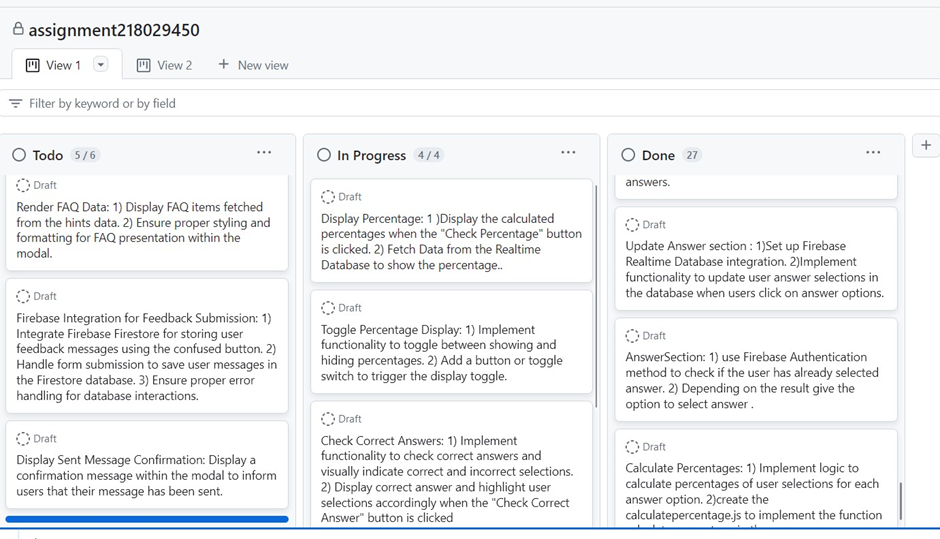 assignment218029450
View 1
View 2
+ New view
Filter by keyword or by field
Todo 5 / 6
Draft
Render FAQ Data: 1) Display FAQ items fetched
from the hints data. 2) Ensure proper styling and
formatting for FAQ presentation within the
modal.
Draft
Firebase Integration for Feedback Submission: 1)
Integrate Firebase Firestore for storing user
feedback messages using the confused button. 2)
Handle form submission to save user messages in
the Firestore database. 3) Ensure proper error
handling for database interactions.
Draft
Display Sent Message Confirmation: Display a
confirmation message within the modal to inform
users that their message has been sent.
In Progress 4 / 4
Draft
Display Percentage: 1 )Display the calculated
percentages when the "Check Percentage" button
is clicked. 2) Fetch Data from the Realtime
Database to show the percentage..
Draft
Toggle Percentage Display: 1) Implement
functionality to toggle between showing and
hiding percentages. 2) Add a button or toggle
switch to trigger the display toggle.
Draft
Check Correct Answers: 1) Implement
functionality to check correct answers and
visually indicate correct and incorrect selections.
2) Display correct answer and highlight user
selections accordingly when the "Check Correct
Answer" button is clicked
Done 27
answers.
Draft
Update Answer section : 1)Set up Firebase
Realtime Database integration. 2)Implement
functionality to update user answer selections in
the database when users click on answer options.
Draft
AnswerSection: 1) use Firebase Authentication
method to check if the user has already selected
answer. 2) Depending on the result give the
option to select answer .
Draft
Calculate Percentages: 1) Implement logic to
calculate percentages of user selections for each
answer option. 2)create the
calculatepercentage.js to implement the function